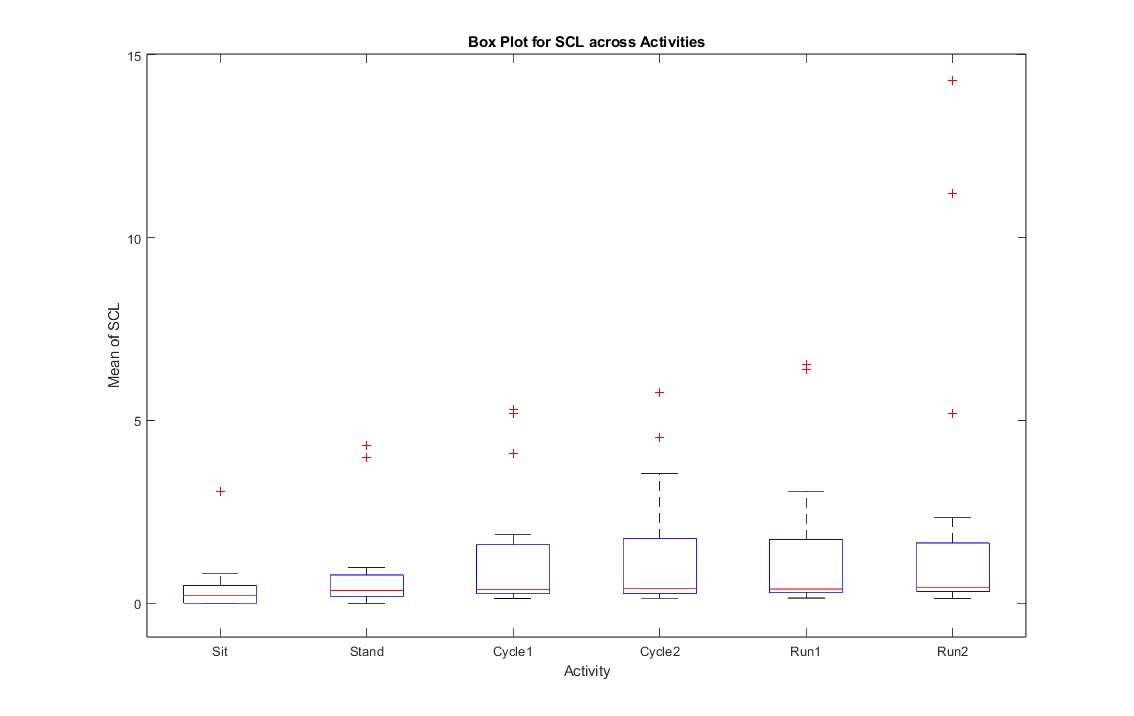 Box Plot for SCL across Activities
15
10
5
0
Mean of SCL
Sit Stand Cycle1 Cycle2 Run1 Run2
Activity